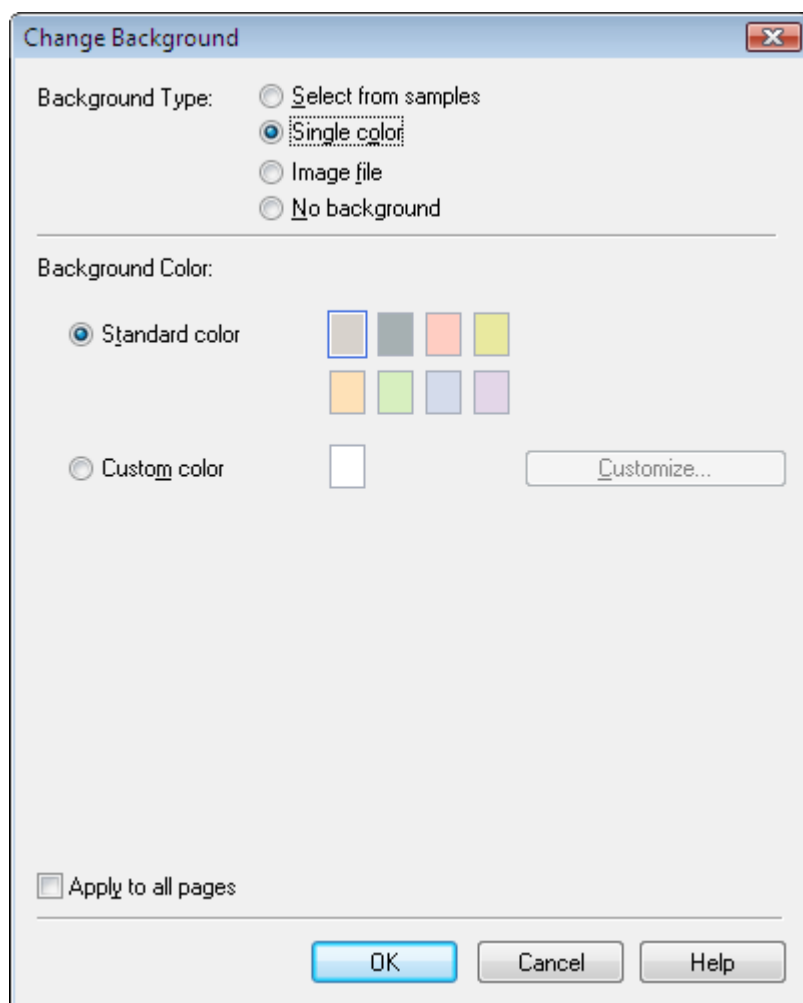 Change Background
Background Type:
Select from samples
Single color
Image file
No background
Background Color:
Standard color
Custom color
Customize...
Apply to all pages
OK Cancel Help